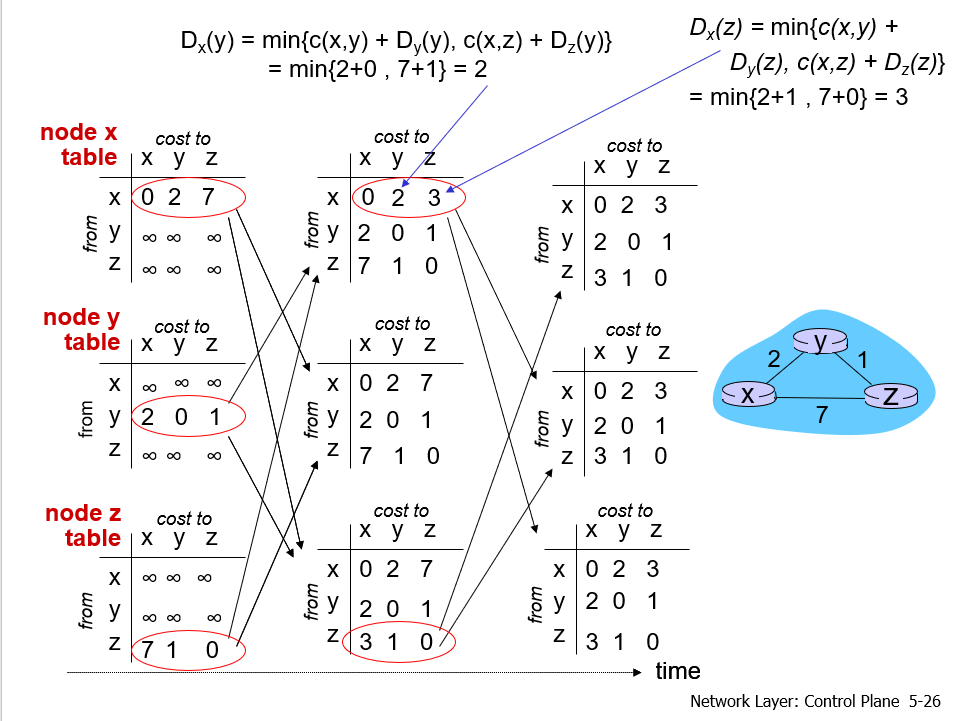 Dx(y) = min{c(x,y) + Dy(y), c(x,z) + Dz(y)}
= min{2+0 , 7+1} = 2
Dx(z) = min{c(x,y) +
Dy(z), c(x,z) + Dz(z)}
= min{2+1 , 7+0} = 3
node x
table
cost to
x y z
from
x 0 2 7
y ∞ ∞ ∞
z ∞ ∞ ∞
cost to
x y z
from
x 0 2 3
y 2 0 1
z 7 1 0
cost to
x y z
from
x 0 2 3
y 2 0 1
z 3 1 0
node y
table
cost to
x y z
from
x ∞ ∞ ∞
y 2 0 1
z ∞ ∞ ∞
cost to
x y z
from
x 0 2 7
y 2 0 1
z 7 1 0
cost to
x y z
from
x 0 2 3
y 2 0 1
z 3 1 0
node z
table
cost to
x y z
from
x ∞ ∞ ∞
y ∞ ∞ ∞
z 7 1 0
cost to
x y z
from
x 0 2 7
y 2 0 1
z 3 1 0
cost to
x y z
from
x 0 2 3
y 2 0 1
z 3 1 0
y
2 1
x z
7
time
Network Layer: Control Plane 5-26